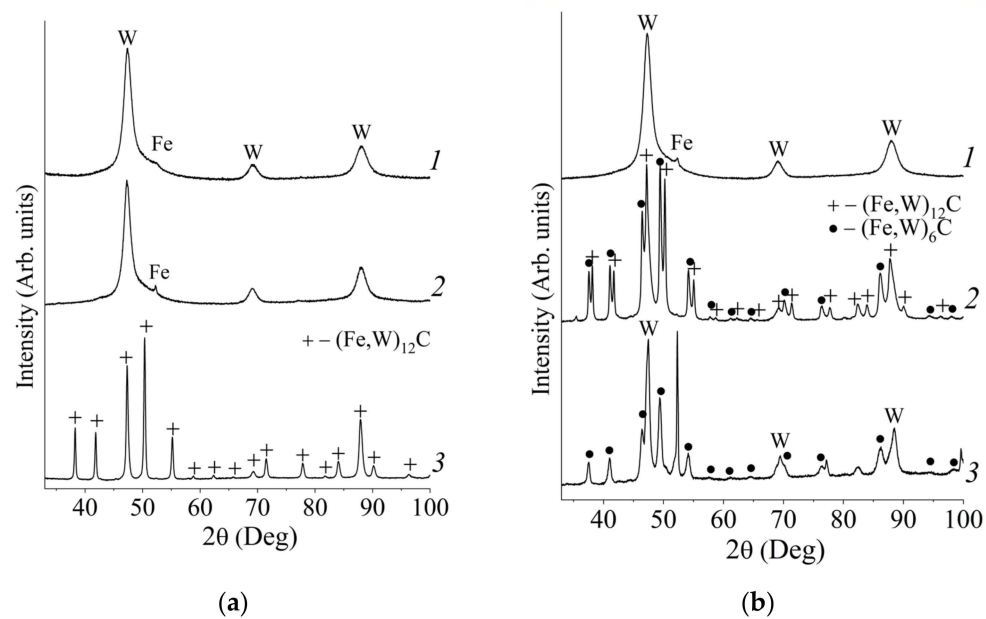 W
Fe
W
W
1
Fe
2
+ – (Fe,W)12C
+ + + + + + + + + + + + + + + +
3
Intensity (Arb. units)
40 50 60 70 80 90 100
2θ (Deg)
(a)
W
Fe
W
W
1
+ – (Fe,W)12C
● – (Fe,W)6C
2
W
W
W
3
Intensity (Arb. units)
40 50 60 70 80 90 100
2θ (Deg)
(b)